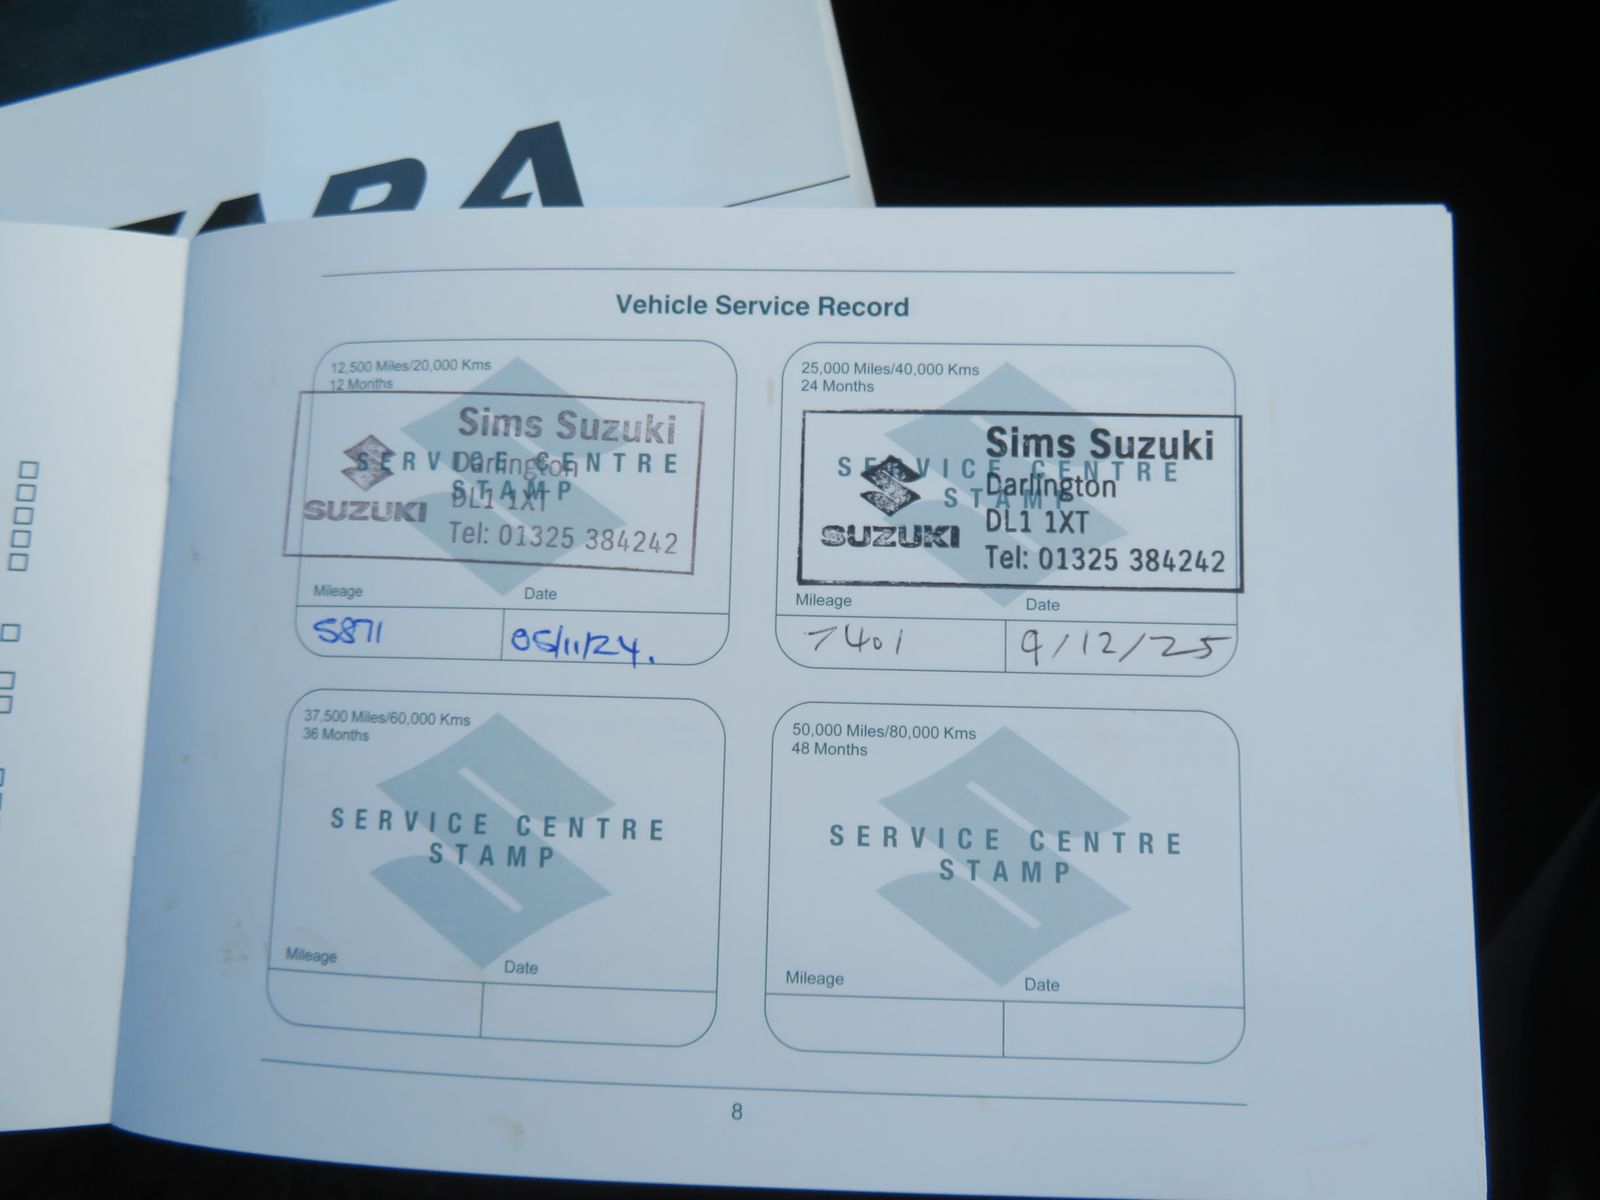 TARA
Vehicle Service Record
12,500 Miles/20,000 Kms
12 Months
SERVICE CENTRE
STAMP
Sims Suzuki
Darlington
DL1 1XT
Tel: 01325 384242
SUZUKI
Mileage
Date
5871
05/11/24.
25,000 Miles/40,000 Kms
24 Months
SERVICE CENTRE
STAMP
Sims Suzuki
Darlington
DL1 1XT
Tel: 01325 384242
SUZUKI
Mileage
Date
7401
9/12/25
37,500 Miles/60,000 Kms
36 Months
SERVICE CENTRE
STAMP
Mileage
Date
50,000 Miles/80,000 Kms
48 Months
SERVICE CENTRE
STAMP
Mileage
Date
8